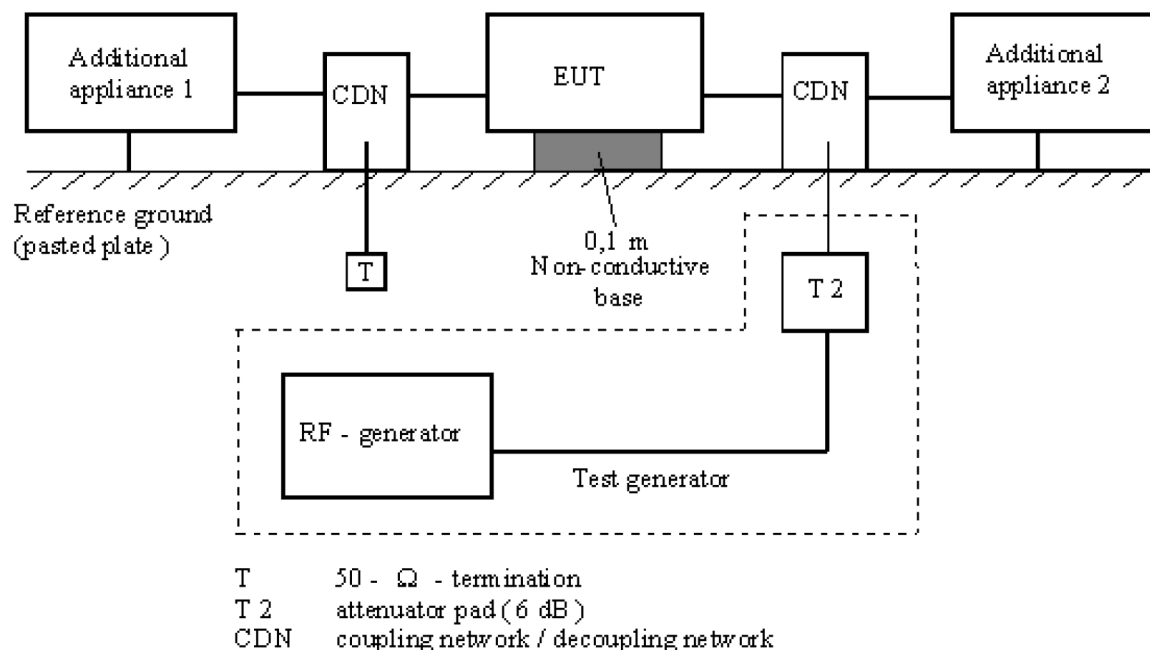 Additional
appliance 1
CDN
EUT
CDN
Additional
appliance 2
Reference ground
(pasted plate )
0,1 m
Non-conductive
base
T
T 2
RF - generator
Test generator
T 50 - Ω - termination
T 2 attenuator pad ( 6 dB )
CDN coupling network / decoupling network